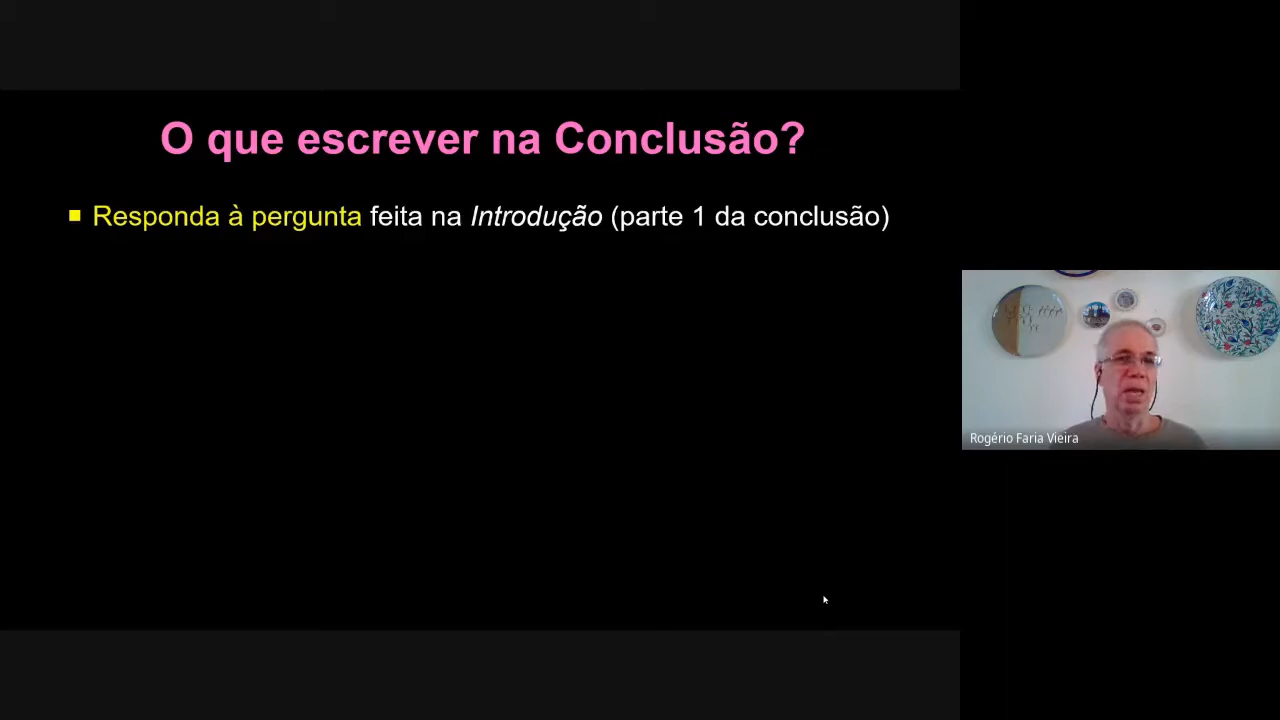 O que escrever na Conclusão?
Responda à pergunta feita na Introdução (parte 1 da conclusão)
Rogério Faria Vieira